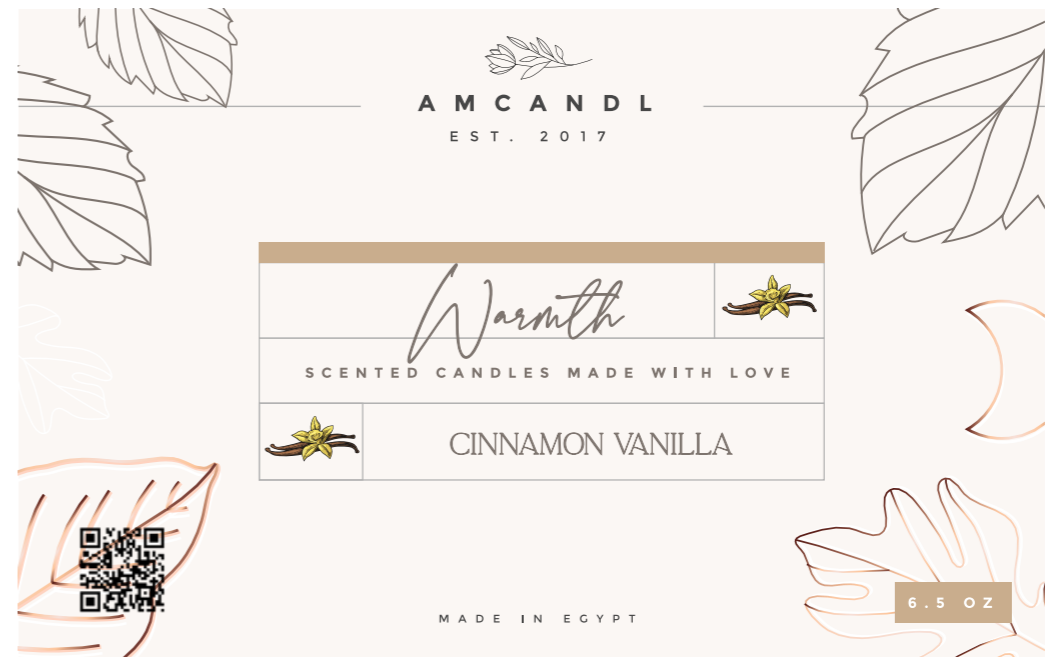 AMCANDL
EST. 2017
Warmth
SCENTED CANDLES MADE WITH LOVE
CINNAMON VANILLA
6.5 OZ
MADE IN EGYPT